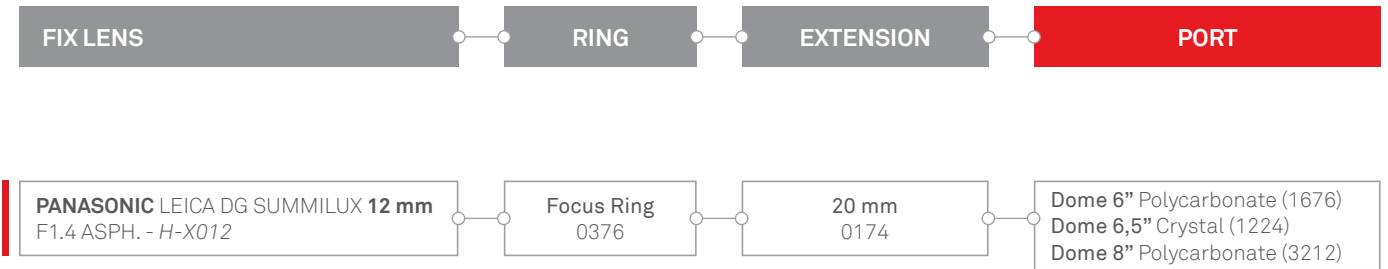 FIX LENS
RING
EXTENSION
PORT
PANASONIC LEICA DG SUMMILUX 12 mm
F1.4 ASPH. - H-X012
Focus Ring
0376
20 mm
0174
Dome 6” Polycarbonate (1676)
Dome 6,5” Crystal (1224)
Dome 8” Polycarbonate (3212)